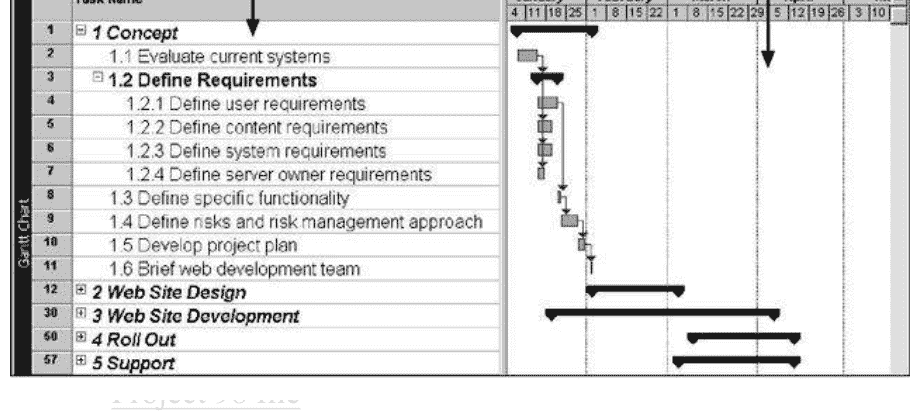 Task Name
4 11 18 25 1 8 15 22 1 8 15 22 29 5 12 19 26 3 10
1 1 Concept
2 1.1 Evaluate current systems
3 1.2 Define Requirements
4 1.2.1 Define user requirements
5 1.2.2 Define content requirements
6 1.2.3 Define system requirements
7 1.2.4 Define server owner requirements
8 1.3 Define specific functionality
9 1.4 Define risks and risk management approach
10 1.5 Develop project plan
11 1.6 Brief web development team
12 2 Web Site Design
30 3 Web Site Development
50 4 Roll Out
57 5 Support
Gantt Chart